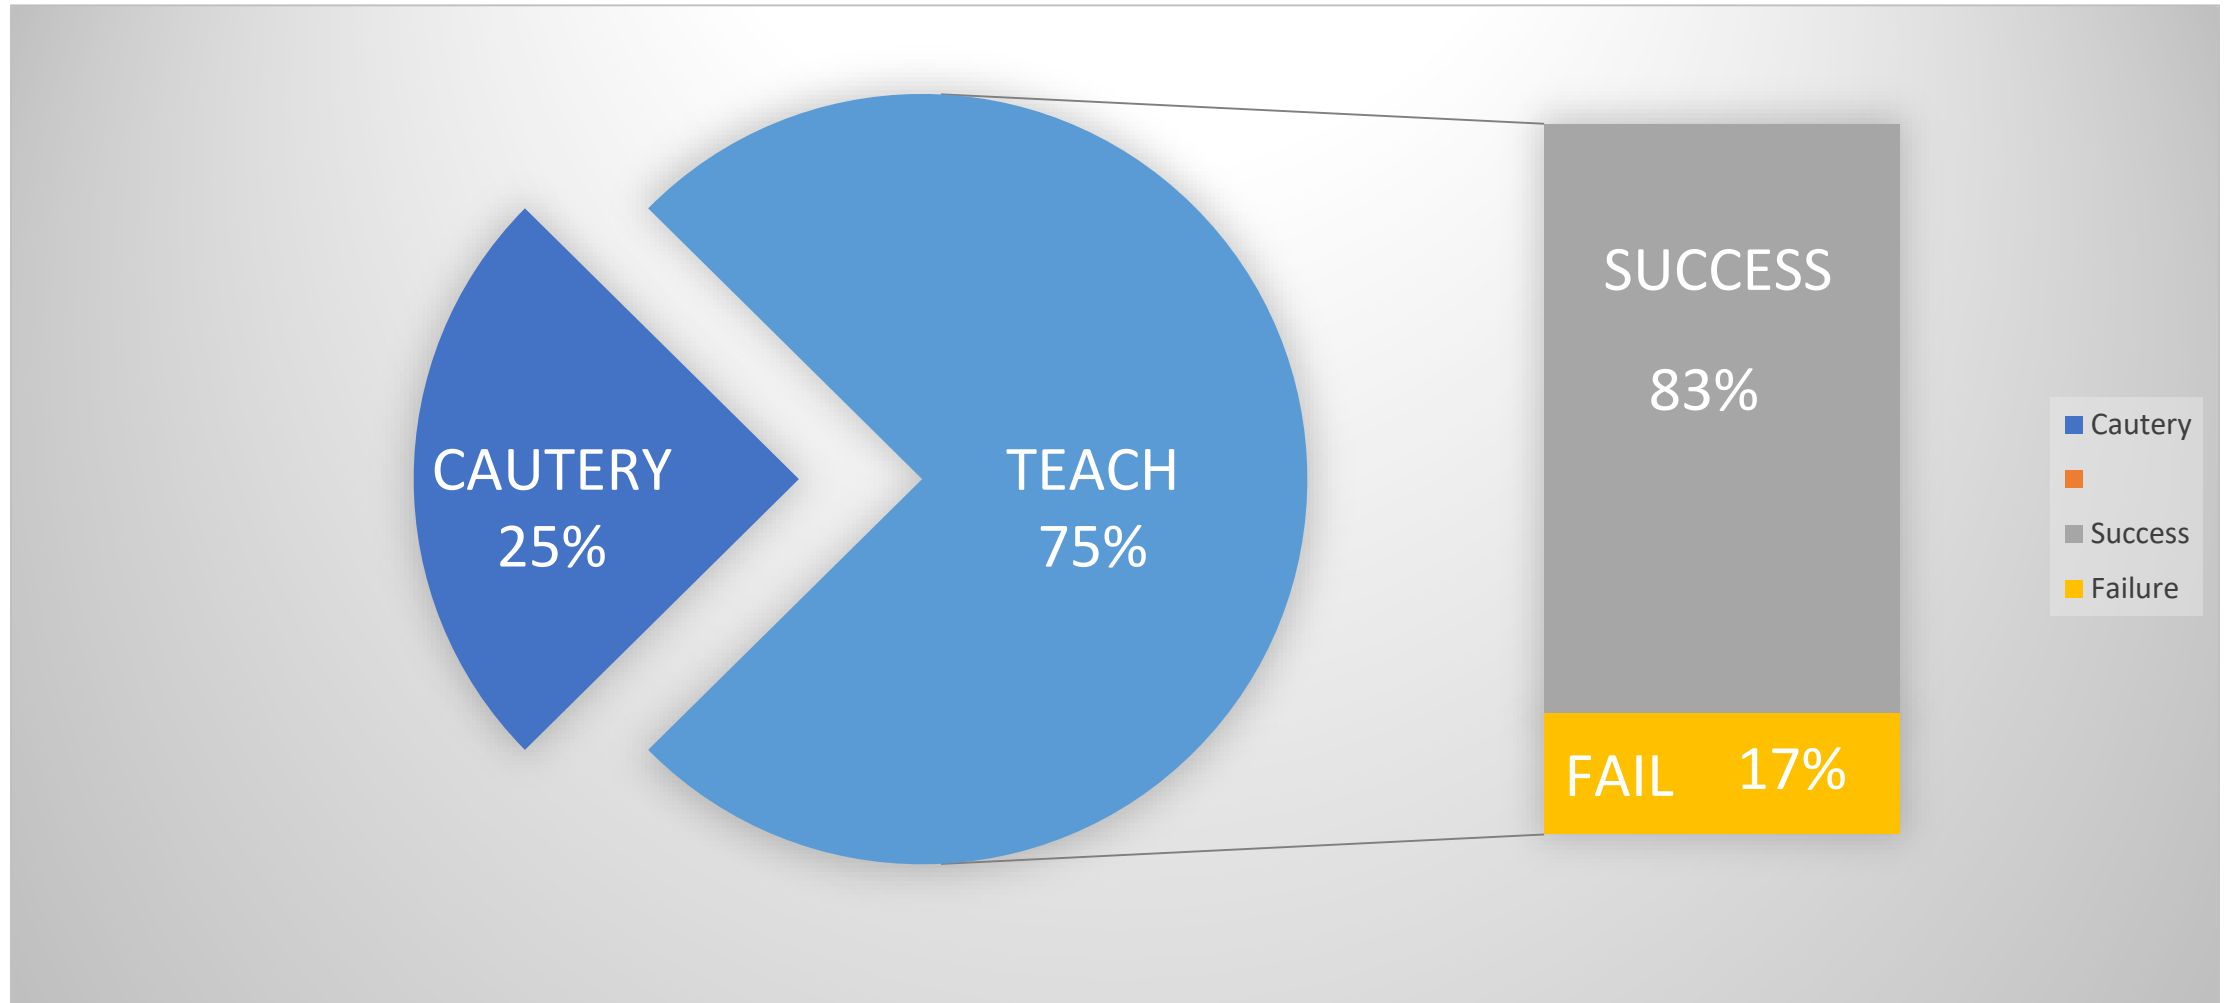 CAUTERY
25%
TEACH
75%
SUCCESS
83%
FAIL 17%
Cautery
Success
Failure